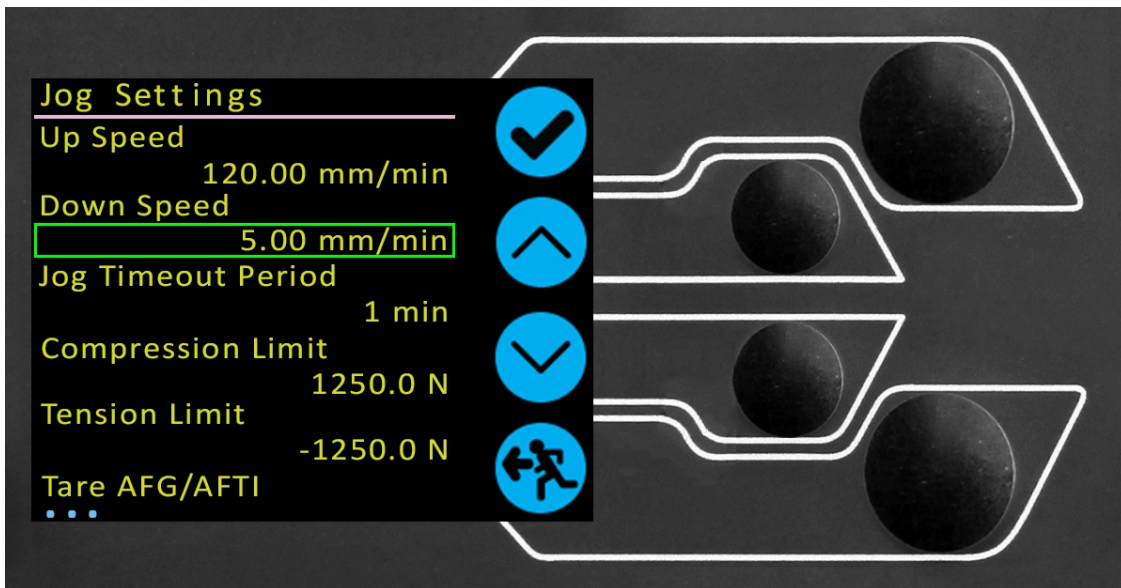 Jog Settings
Up Speed
120.00 mm/min
Down Speed
5.00 mm/min
Jog Timeout Period
1 min
Compression Limit
1250.0 N
Tension Limit
-1250.0 N
Tare AFG/AFTI